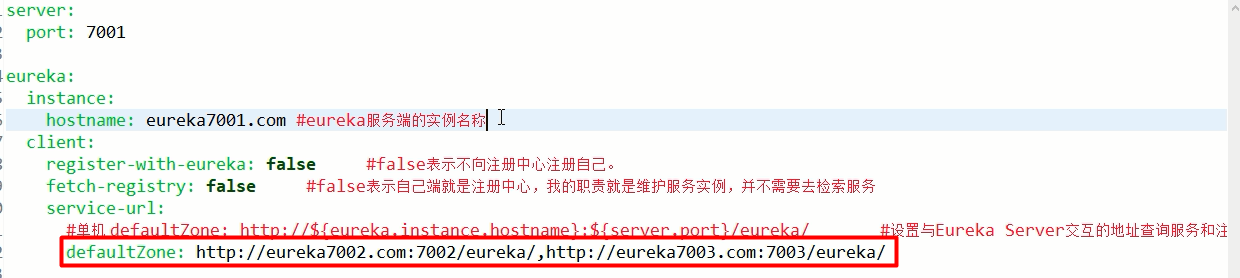 server:
  port: 7001
eureka:
  instance:
    hostname: eureka7001.com #eureka服务端的实例名称
  client:
    register-with-eureka: false     #false表示不向注册中心注册自己。
    fetch-registry: false     #false表示自己端就是注册中心，我的职责就是维护服务实例，并不需要去检索服务
    service-url:
      #单机 defaultZone: http://${eureka.instance.hostname}:${server.port}/eureka/       #设置与Eureka Server交互的地址查询服务和注
      defaultZone: http://eureka7002.com:7002/eureka/,http://eureka7003.com:7003/eureka/